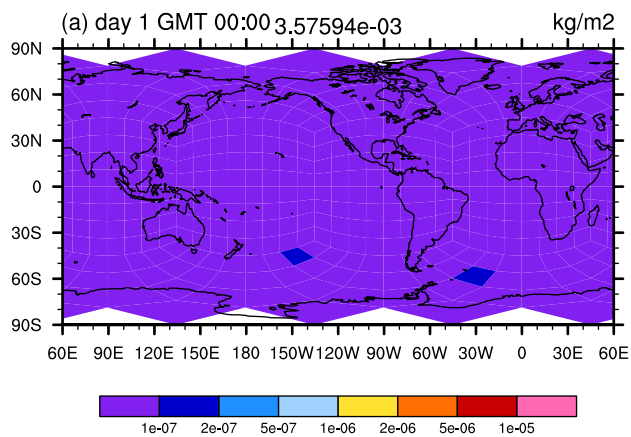 (a) day 1 GMT 00:00 3.57594e-03 kg/m2
90N
60N
30N
0
30S
60S
90S
60E 90E 120E 150E 180 150W 120W 90W 60W 30W 0 30E 60E
1e-07 2e-07 5e-07 1e-06 2e-06 5e-06 1e-05